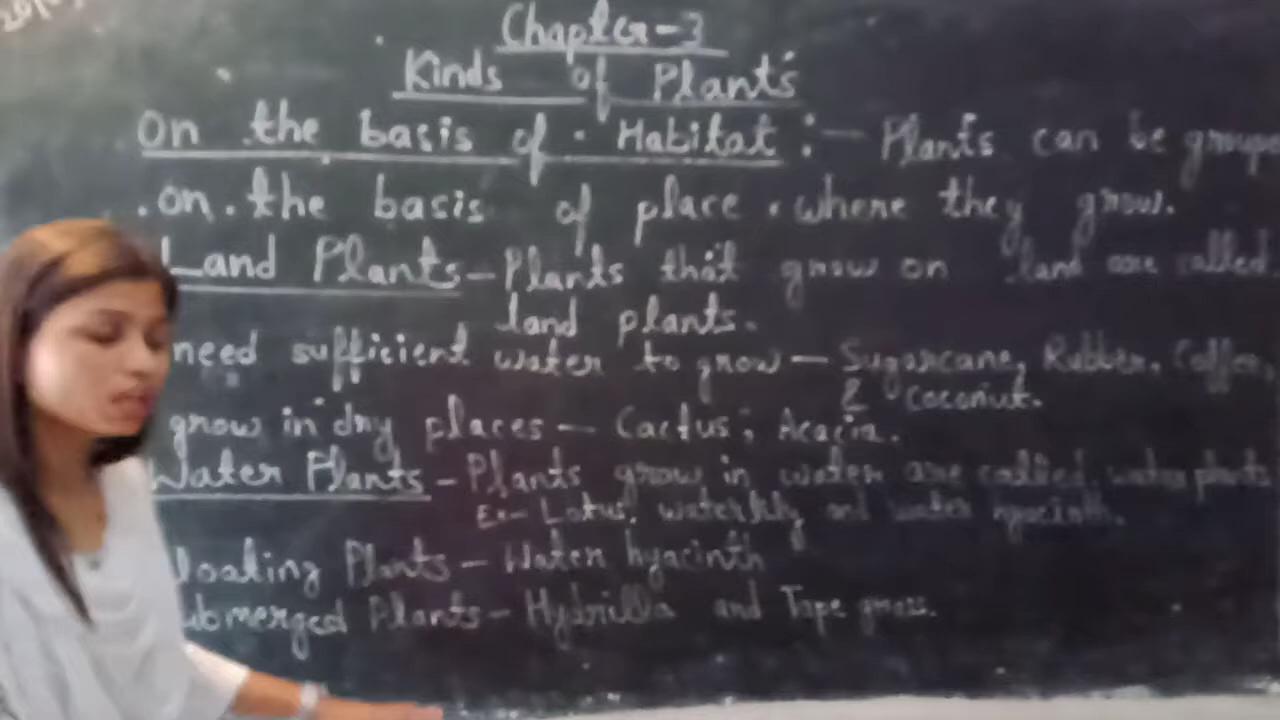 Chapter-3
Kinds of Plants
On the basis of Habitat :- Plants can be groupe
on the basis of place where they grow.
Land Plants - Plants that grow on land are called
land plants.
need sufficient water to grow - Sugarcane, Rubber, Coffee,
& Coconut.
grow in dry places - Cactus, Acacia.
Water Plants - Plants grow in water are called water plants
Ex- Lotus, waterlily and water hyacinth.
loating Plants - Water hyacinth
ubmerged Plants - Hydrilla and Tape grass.